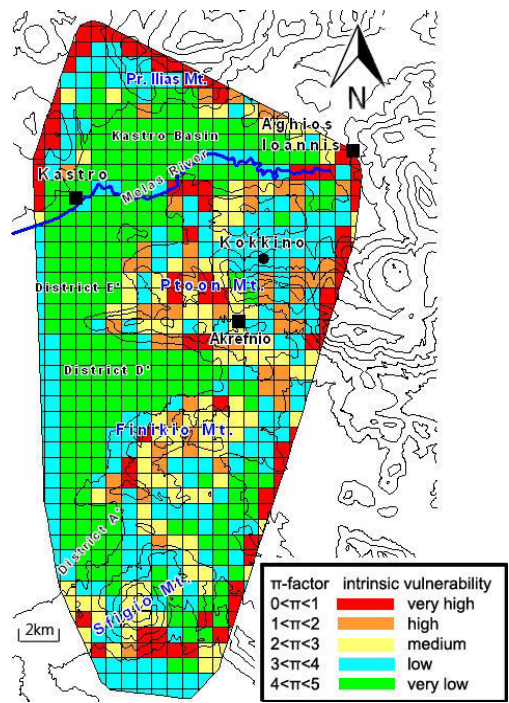 Pr. Ilias Mt.
N
Aghios
Ioannis
Kastro Basin
Melas River
Kastro
Kokkino
District E'
Ptoon Mt.
Akrefnio
District D'
Finikio Mt.
District A'
Sfigio Mt.
2km
π-factor intrinsic vulnerability
0<π<1 very high
1<π<2 high
2<π<3 medium
3<π<4 low
4<π<5 very low